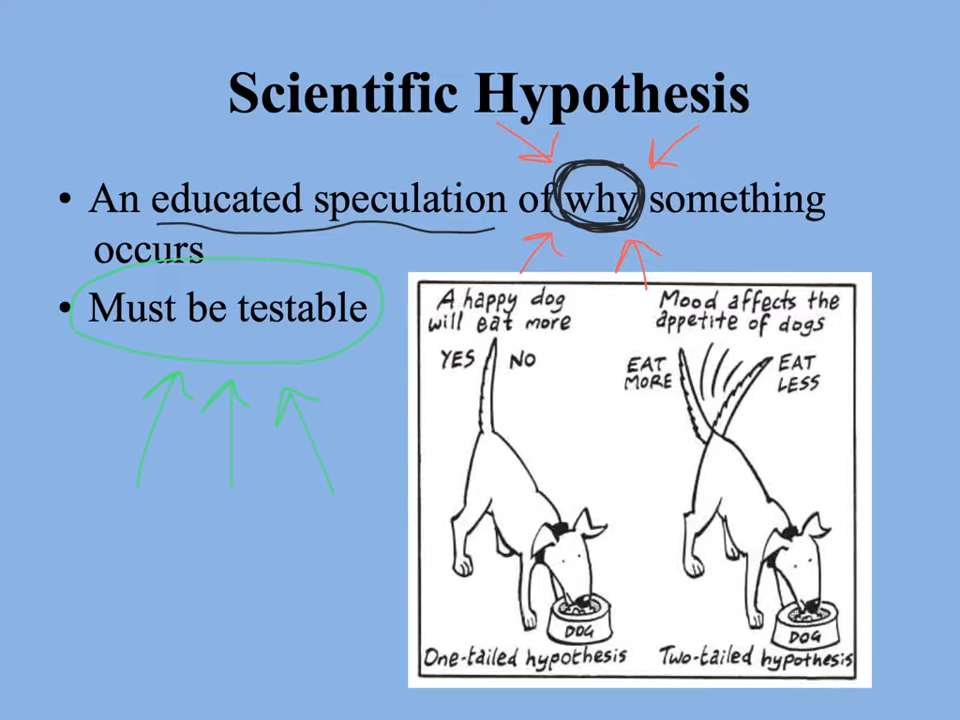 Scientific Hypothesis
• An educated speculation of why something
occurs
• Must be testable
A happy dog
will eat more
YES NO
Mood affects the
appetite of dogs
EAT
MORE
EAT
LESS
DOG
DOG
One-tailed hypothesis
Two-tailed hypothesis